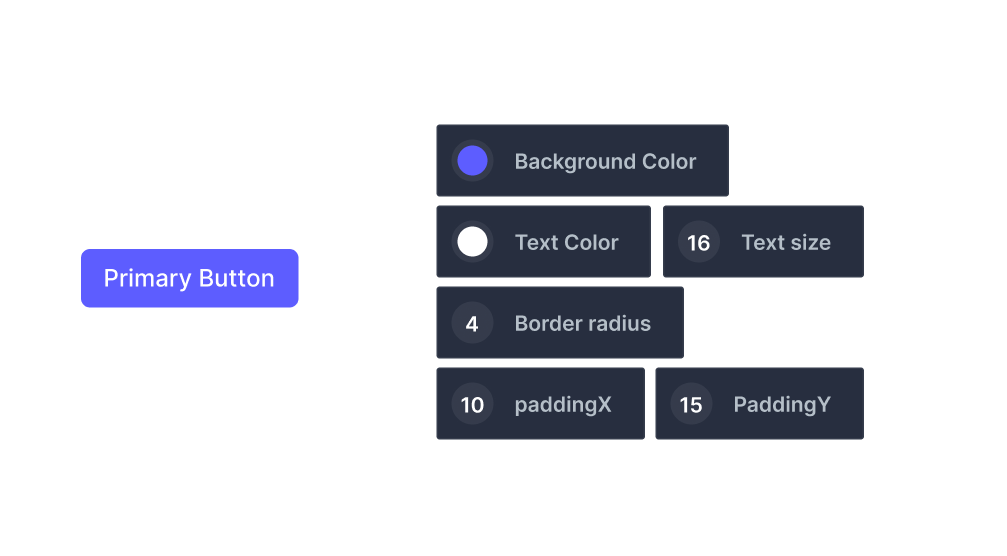 Background Color
Text Color
16 Text size
Primary Button
4 Border radius
10 paddingX
15 PaddingY